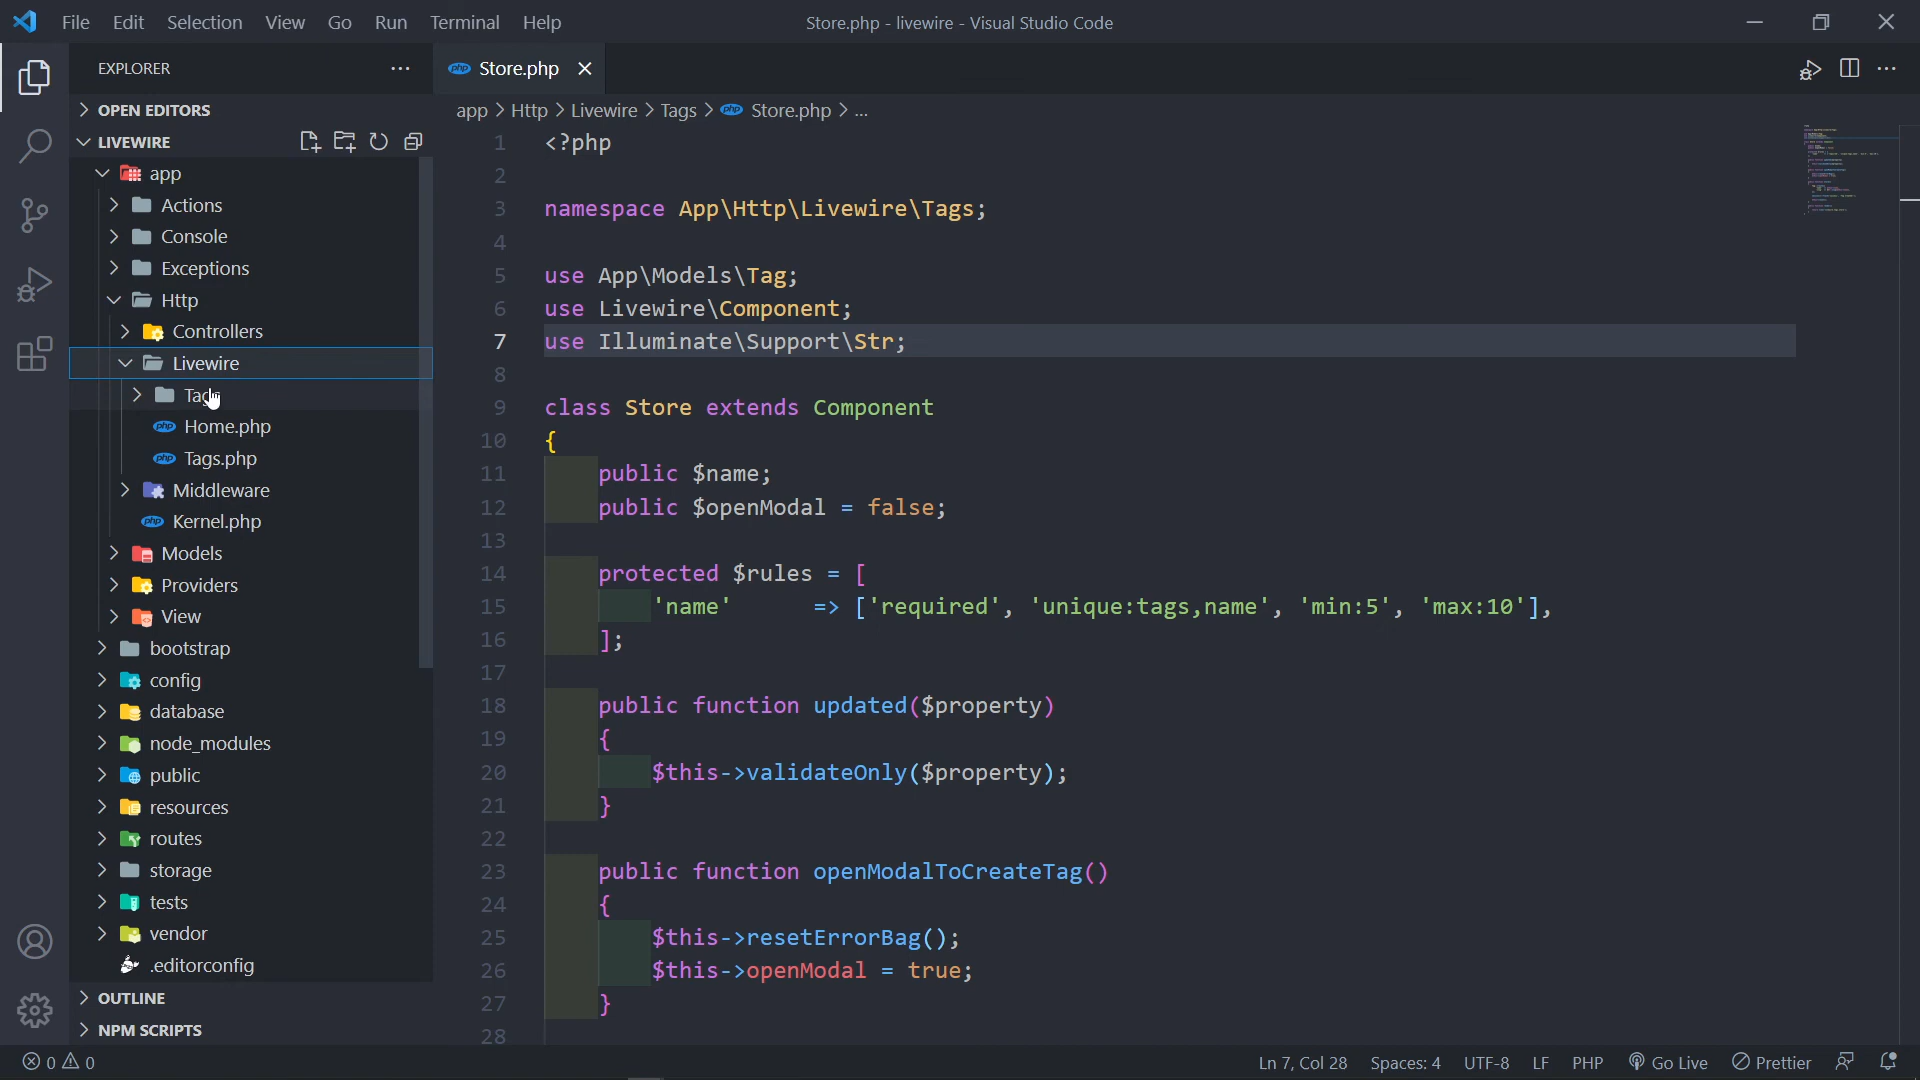 File Edit Selection View Go Run Terminal Help
Store.php - livewire - Visual Studio Code
EXPLORER
OPEN EDITORS
LIVEWIRE
app
Actions
Console
Exceptions
Http
Controllers
Livewire
Tags
Home.php
Tags.php
Middleware
Kernel.php
Models
Providers
View
bootstrap
config
database
node_modules
public
resources
routes
storage
tests
vendor
.editorconfig
OUTLINE
NPM SCRIPTS
php Store.php
app > Http > Livewire > Tags > php Store.php > ...
1 <?php
2
3 namespace App\Http\Livewire\Tags;
4
5 use App\Models\Tag;
6 use Livewire\Component;
7 use Illuminate\Support\Str;
8
9 class Store extends Component
10 {
11 public $name;
12 public $openModal = false;
13
14 protected $rules = [
15 'name' => ['required', 'unique:tags,name', 'min:5', 'max:10'],
16 ];
17
18 public function updated($property)
19 {
20 $this->validateOnly($property);
21 }
22
23 public function openModalToCreateTag()
24 {
25 $this->resetErrorBag();
26 $this->openModal = true;
27 }
28
0 0
Ln 7, Col 28 Spaces: 4 UTF-8 LF PHP Go Live Prettier